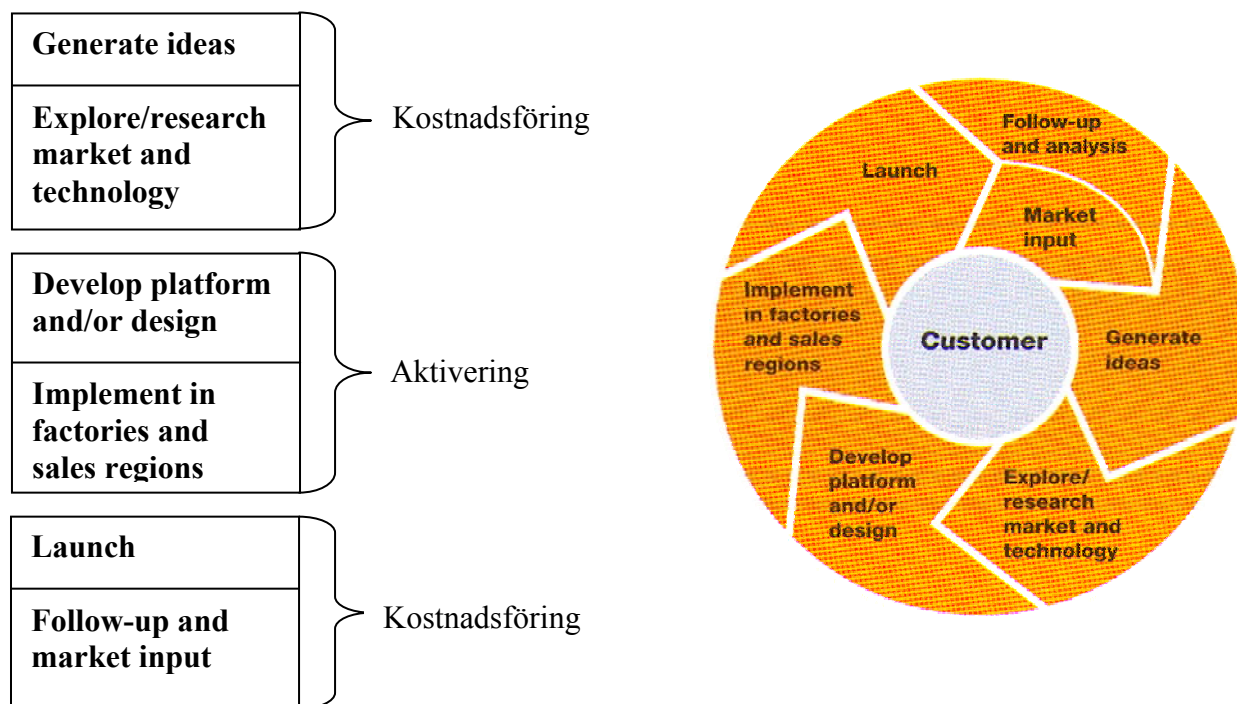 Generate ideas
Explore/research
market and
technology
Kostnadsföring
Develop platform
and/or design
Implement in
factories and
sales regions
Aktivering
Launch
Follow-up and
market input
Kostnadsföring
Follow-up
and analysis
Launch
Market
input
Implement
in factories
and sales
regions
Customer
Generate
ideas
Develop
platform
and/or
design
Explore/
research
market and
technology